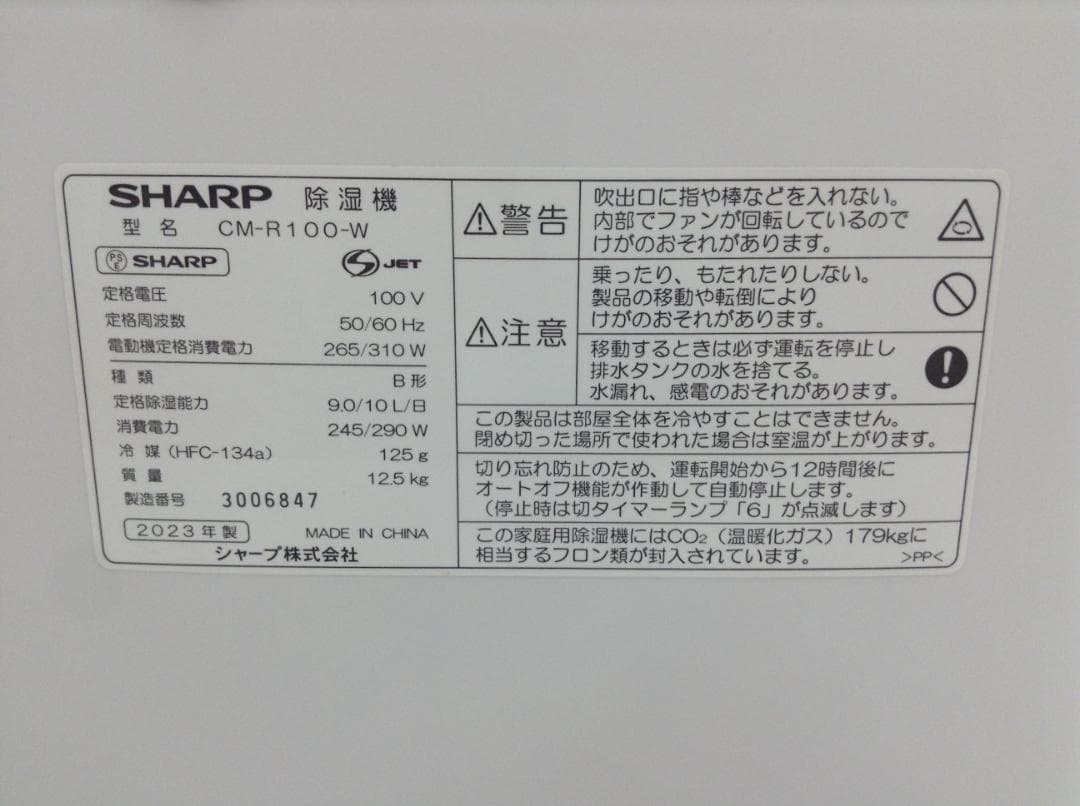 SHARP 除湿機
型名 CM-R100-W
PS E SHARP
S JET
定格電圧 100 V
定格周波数 50/60 Hz
電動機定格消費電力 265/310 W
種類 B形
定格除湿能力 9.0/10 L/日
消費電力 245/290 W
冷媒 (HFC-134a) 125 g
質量 12.5 kg
製造番号 3006847
2023年製 MADE IN CHINA
シャープ株式会社
警告
吹出口に指や棒などを入れない。
内部でファンが回転しているので
けがのおそれがあります。
注意
乗ったり、もたれたりしない。
製品の移動や転倒により
けがのおそれがあります。
移動するときは必ず運転を停止し
排水タンクの水を捨てる。
水漏れ、感電のおそれがあります。
この製品は部屋全体を冷やすことはできません。
閉め切った場所で使われた場合は室温が上がります。
切り忘れ防止のため、運転開始から12時間後に
オートオフ機能が作動して自動停止します。
(停止時は切タイマーランプ「6」が点滅します)
この家庭用除湿機にはCO₂(温暖化ガス)179kgに
相当するフロン類が封入されています。
>PP<